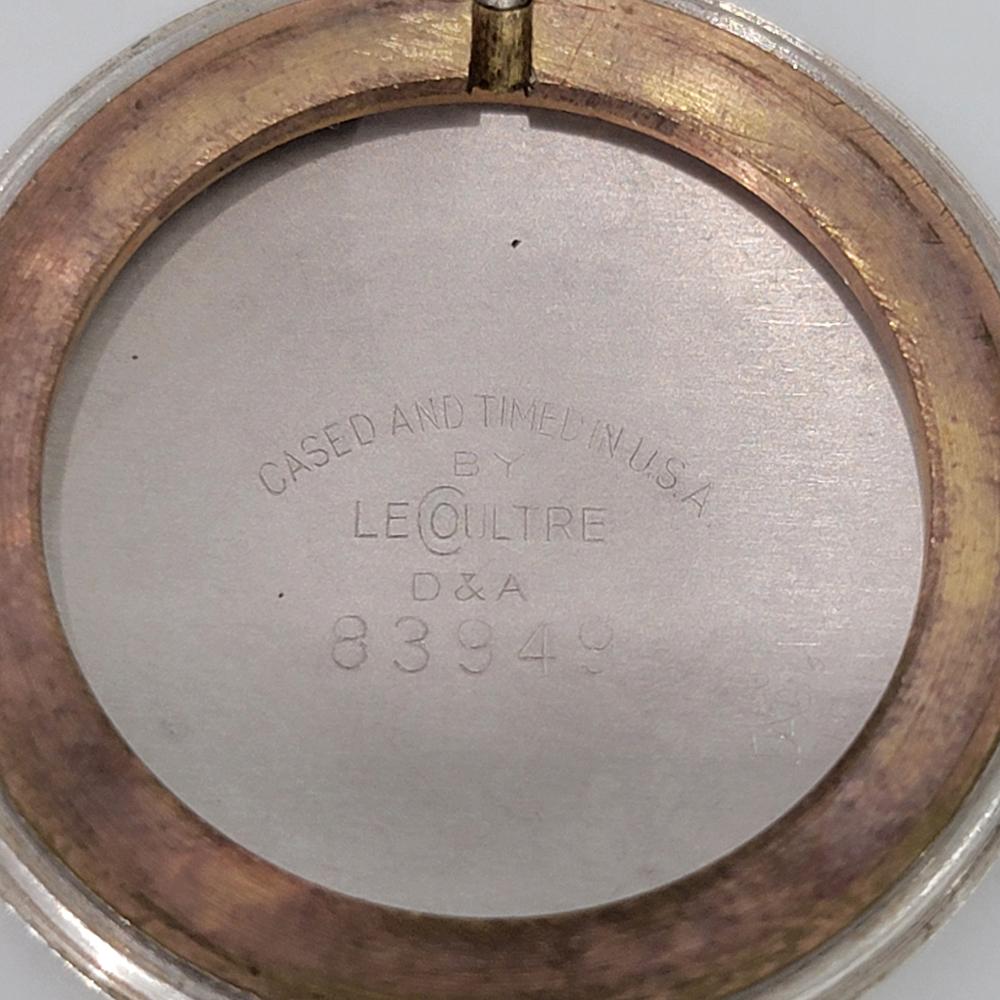 CASED AND TIMED IN U.S.A.
BY
LECOULTRE
D&A
83949